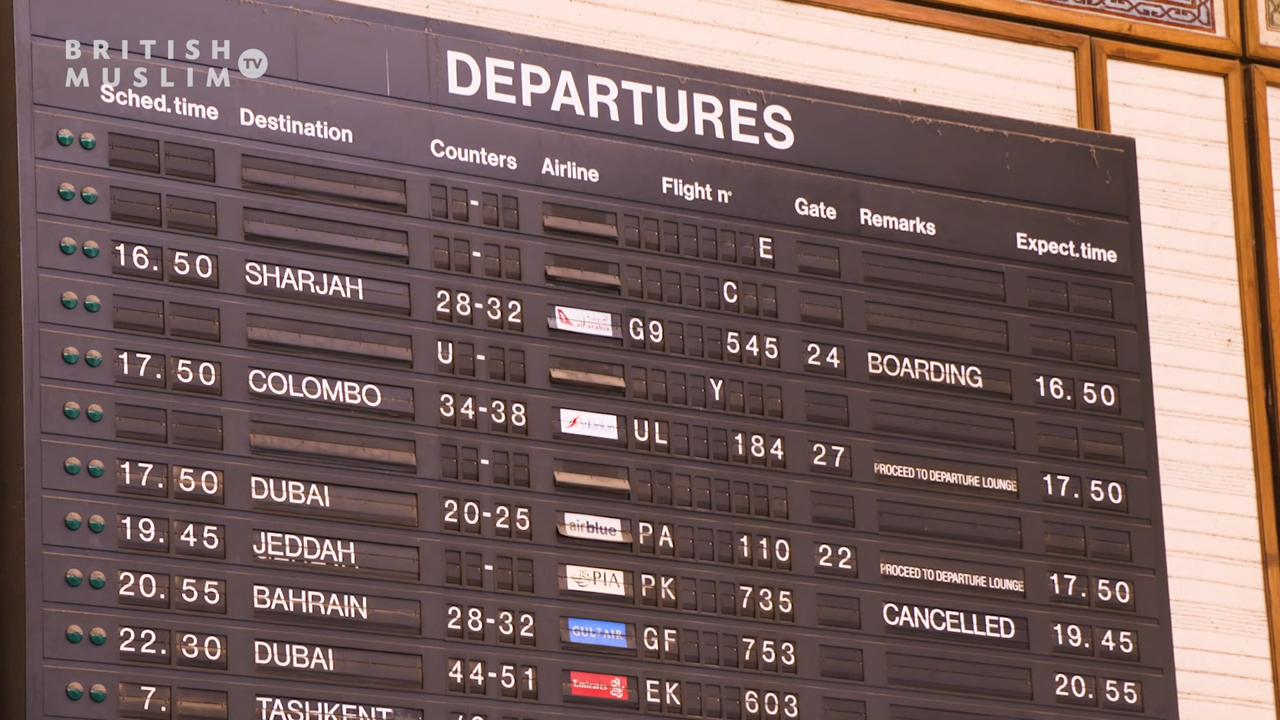 BRITISH
MUSLIM TV
DEPARTURES
Sched.time Destination Counters Airline Flight n° Gate Remarks Expect.time
- E
- C
16.50 SHARJAH 28-32 air arabia G9 545 24 BOARDING 16.50
U - Y
17.50 COLOMBO 34-38 UL 184 27 PROCEED TO DEPARTURE LOUNGE 17.50
-
17.50 DUBAI 20-25 airblue PA 110 22 PROCEED TO DEPARTURE LOUNGE 17.50
19.45 JEDDAH - PIA PK 735 CANCELLED 19.45
20.55 BAHRAIN 28-32 GULF AIR GF 753 20.55
22.30 DUBAI 44-51 Emirates EK 603
7. TASHKENT